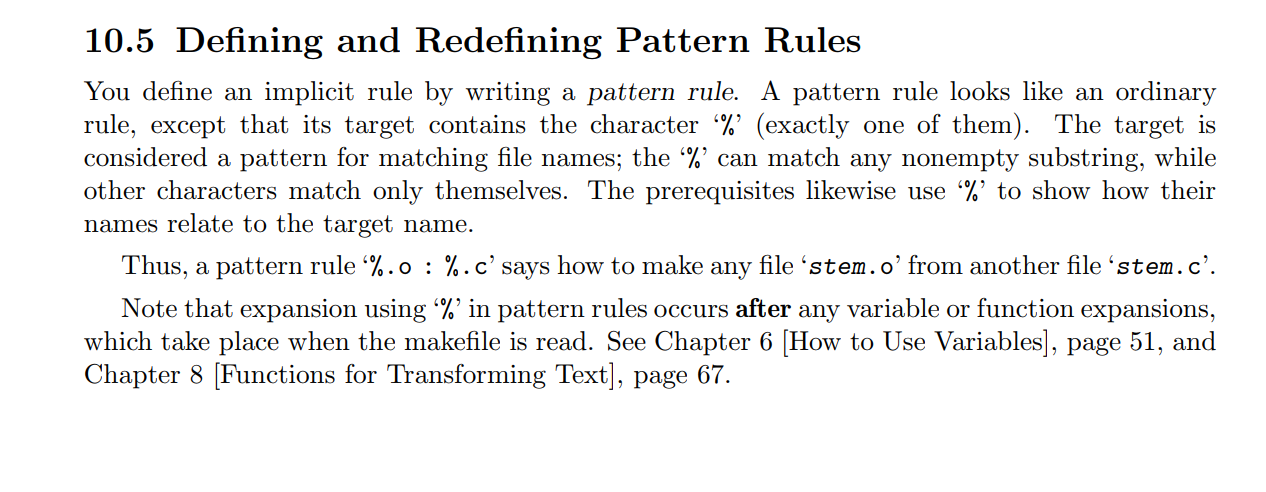 10.5 Defining and Redefining Pattern Rules
You define an implicit rule by writing a pattern rule. A pattern rule looks like an ordinary
rule, except that its target contains the character ‘%’ (exactly one of them). The target is
considered a pattern for matching file names; the ‘%’ can match any nonempty substring, while
other characters match only themselves. The prerequisites likewise use ‘%’ to show how their
names relate to the target name.
Thus, a pattern rule ‘%.o : %.c’ says how to make any file ‘stem.o’ from another file ‘stem.c’.
Note that expansion using ‘%’ in pattern rules occurs after any variable or function expansions,
which take place when the makefile is read. See Chapter 6 [How to Use Variables], page 51, and
Chapter 8 [Functions for Transforming Text], page 67.